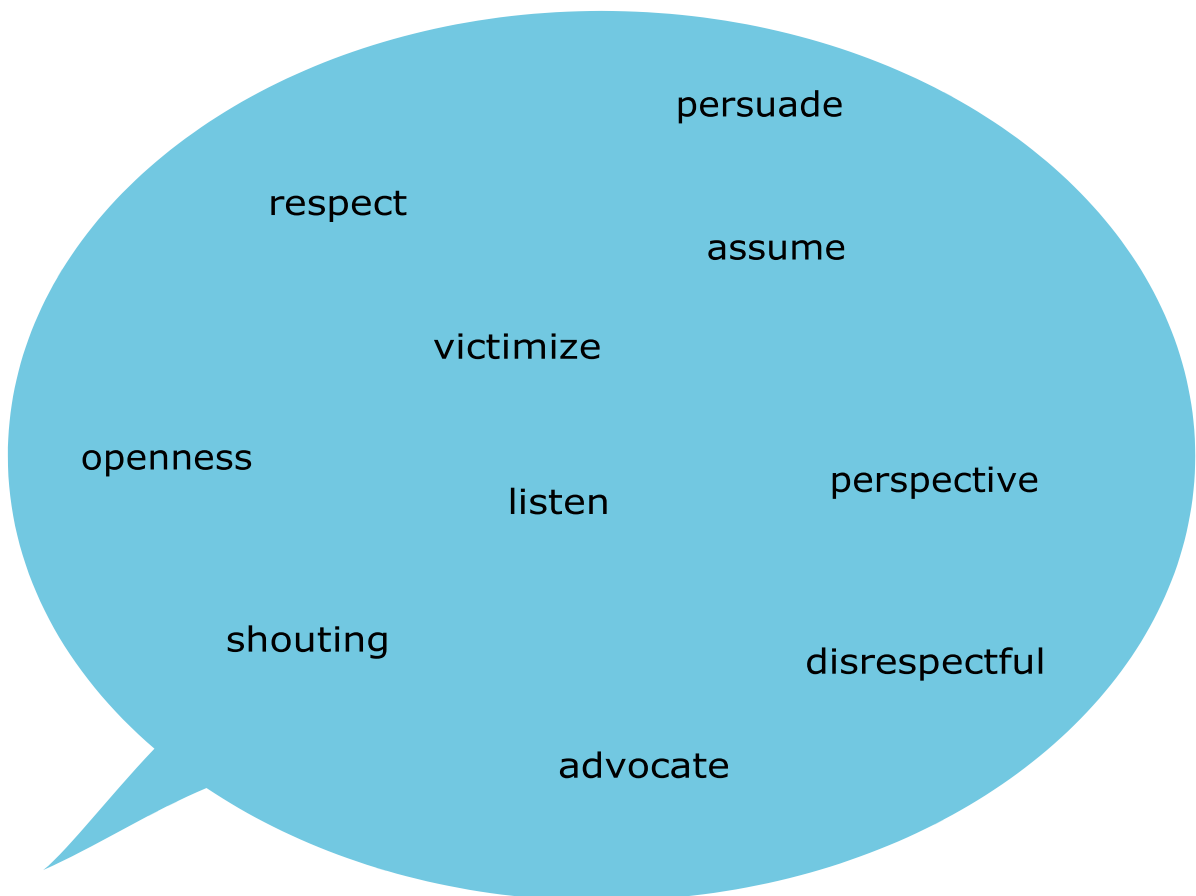 persuade
respect
assume
victimize
openness
perspective
listen
shouting
disrespectful
advocate